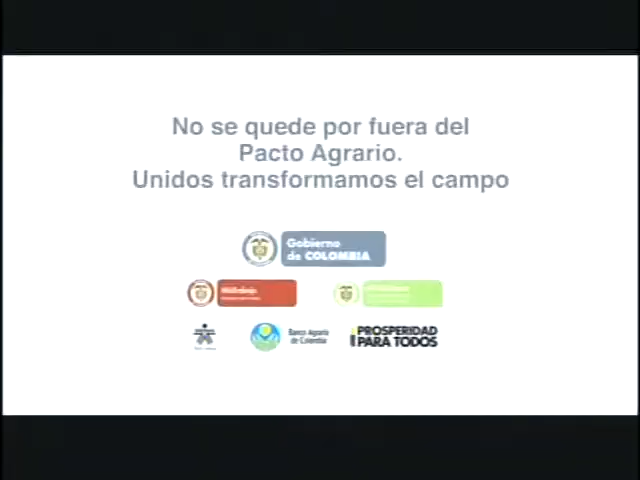 No se quede por fuera del
Pacto Agrario.
Unidos transformamos el campo
Gobierno
de COLOMBIA
MinTrabajo
Banco Agrario
de Colombia
PROSPERIDAD
PARA TODOS